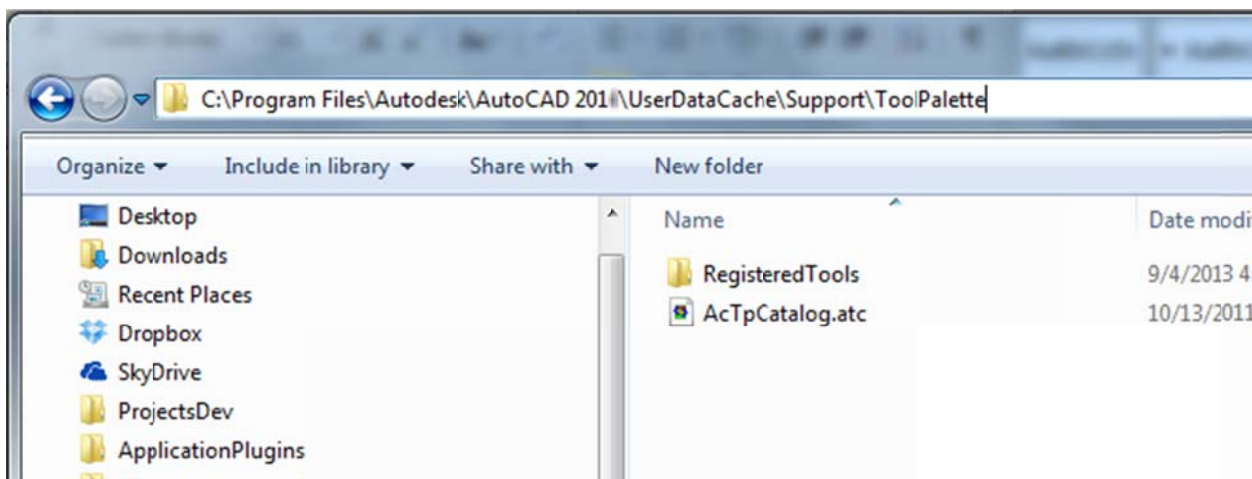 C:\Program Files\Autodesk\AutoCAD \UserDataCache\Support\ToolPalette
Organize Include in library Share with New folder
Desktop
Downloads
Recent Places
Dropbox
SkyDrive
ProjectsDev
ApplicationPlugins
Name Date modi
RegisteredTools 9/4/2013 4
AcTpCatalog.atc 10/13/2011